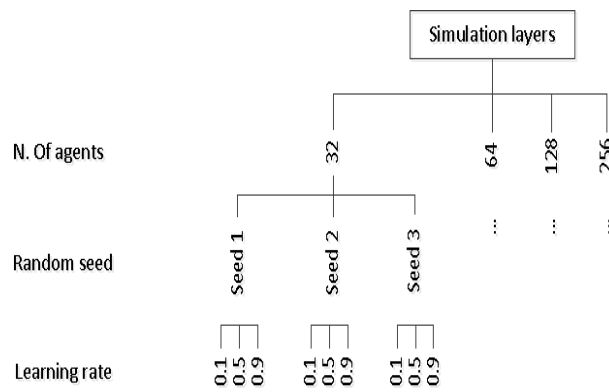 Simulation layers
N. Of agents
32
64
128
256
...
...
...
Random seed
Seed 1
Seed 2
Seed 3
Learning rate
0.1
0.5
0.9
0.1
0.5
0.9
0.1
0.5
0.9